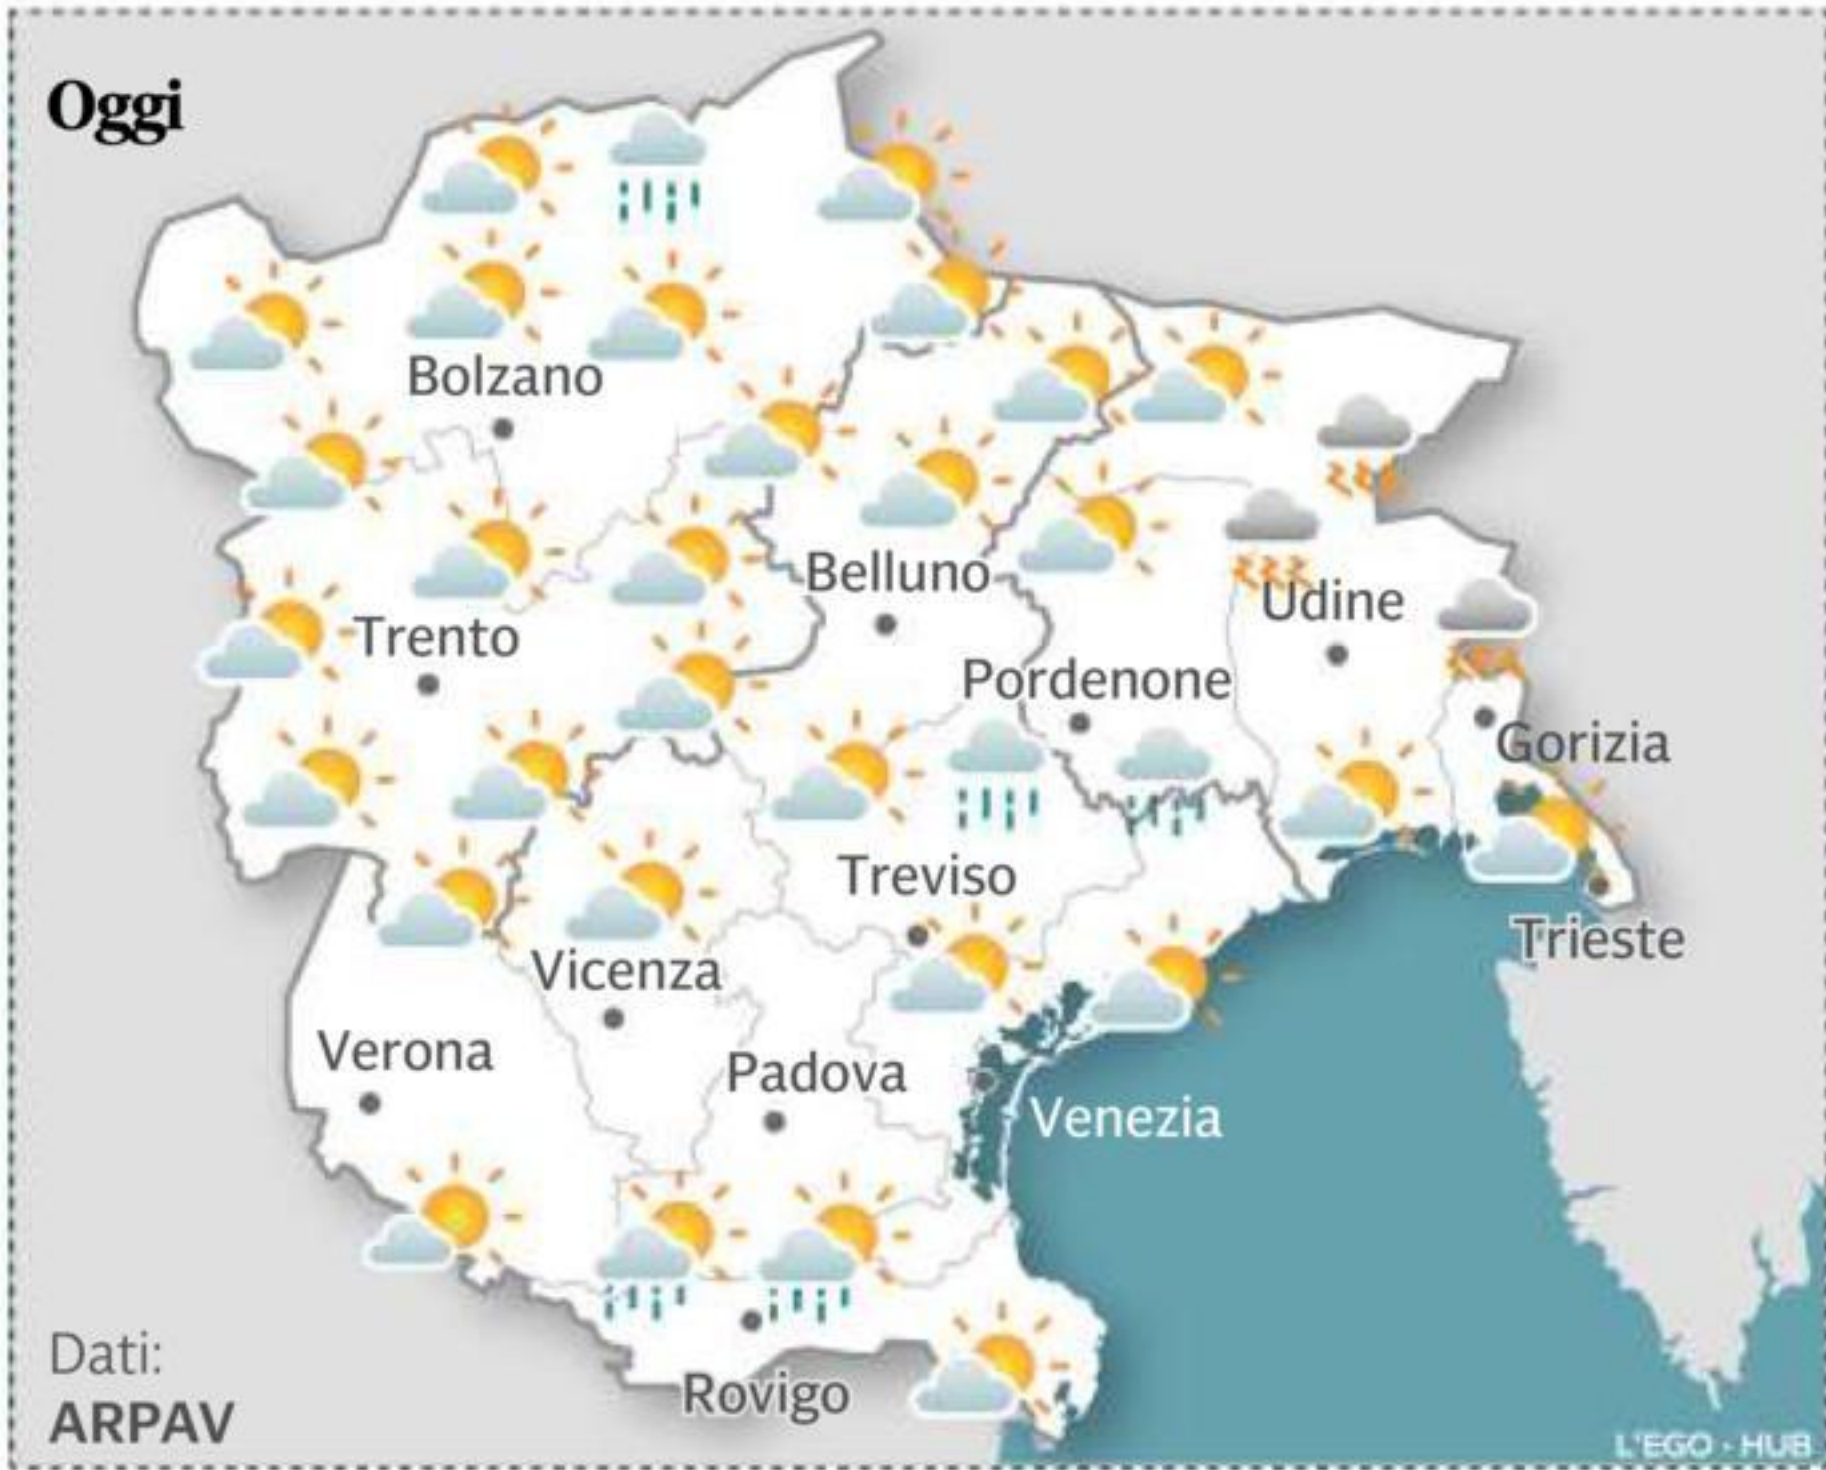 Oggi
Bolzano
Belluno
Udine
Trento
Pordenone
Gorizia
Treviso
Trieste
Vicenza
Verona
Padova
Venezia
Dati:
ARPAV
Rovigo
L'EGO - HUB